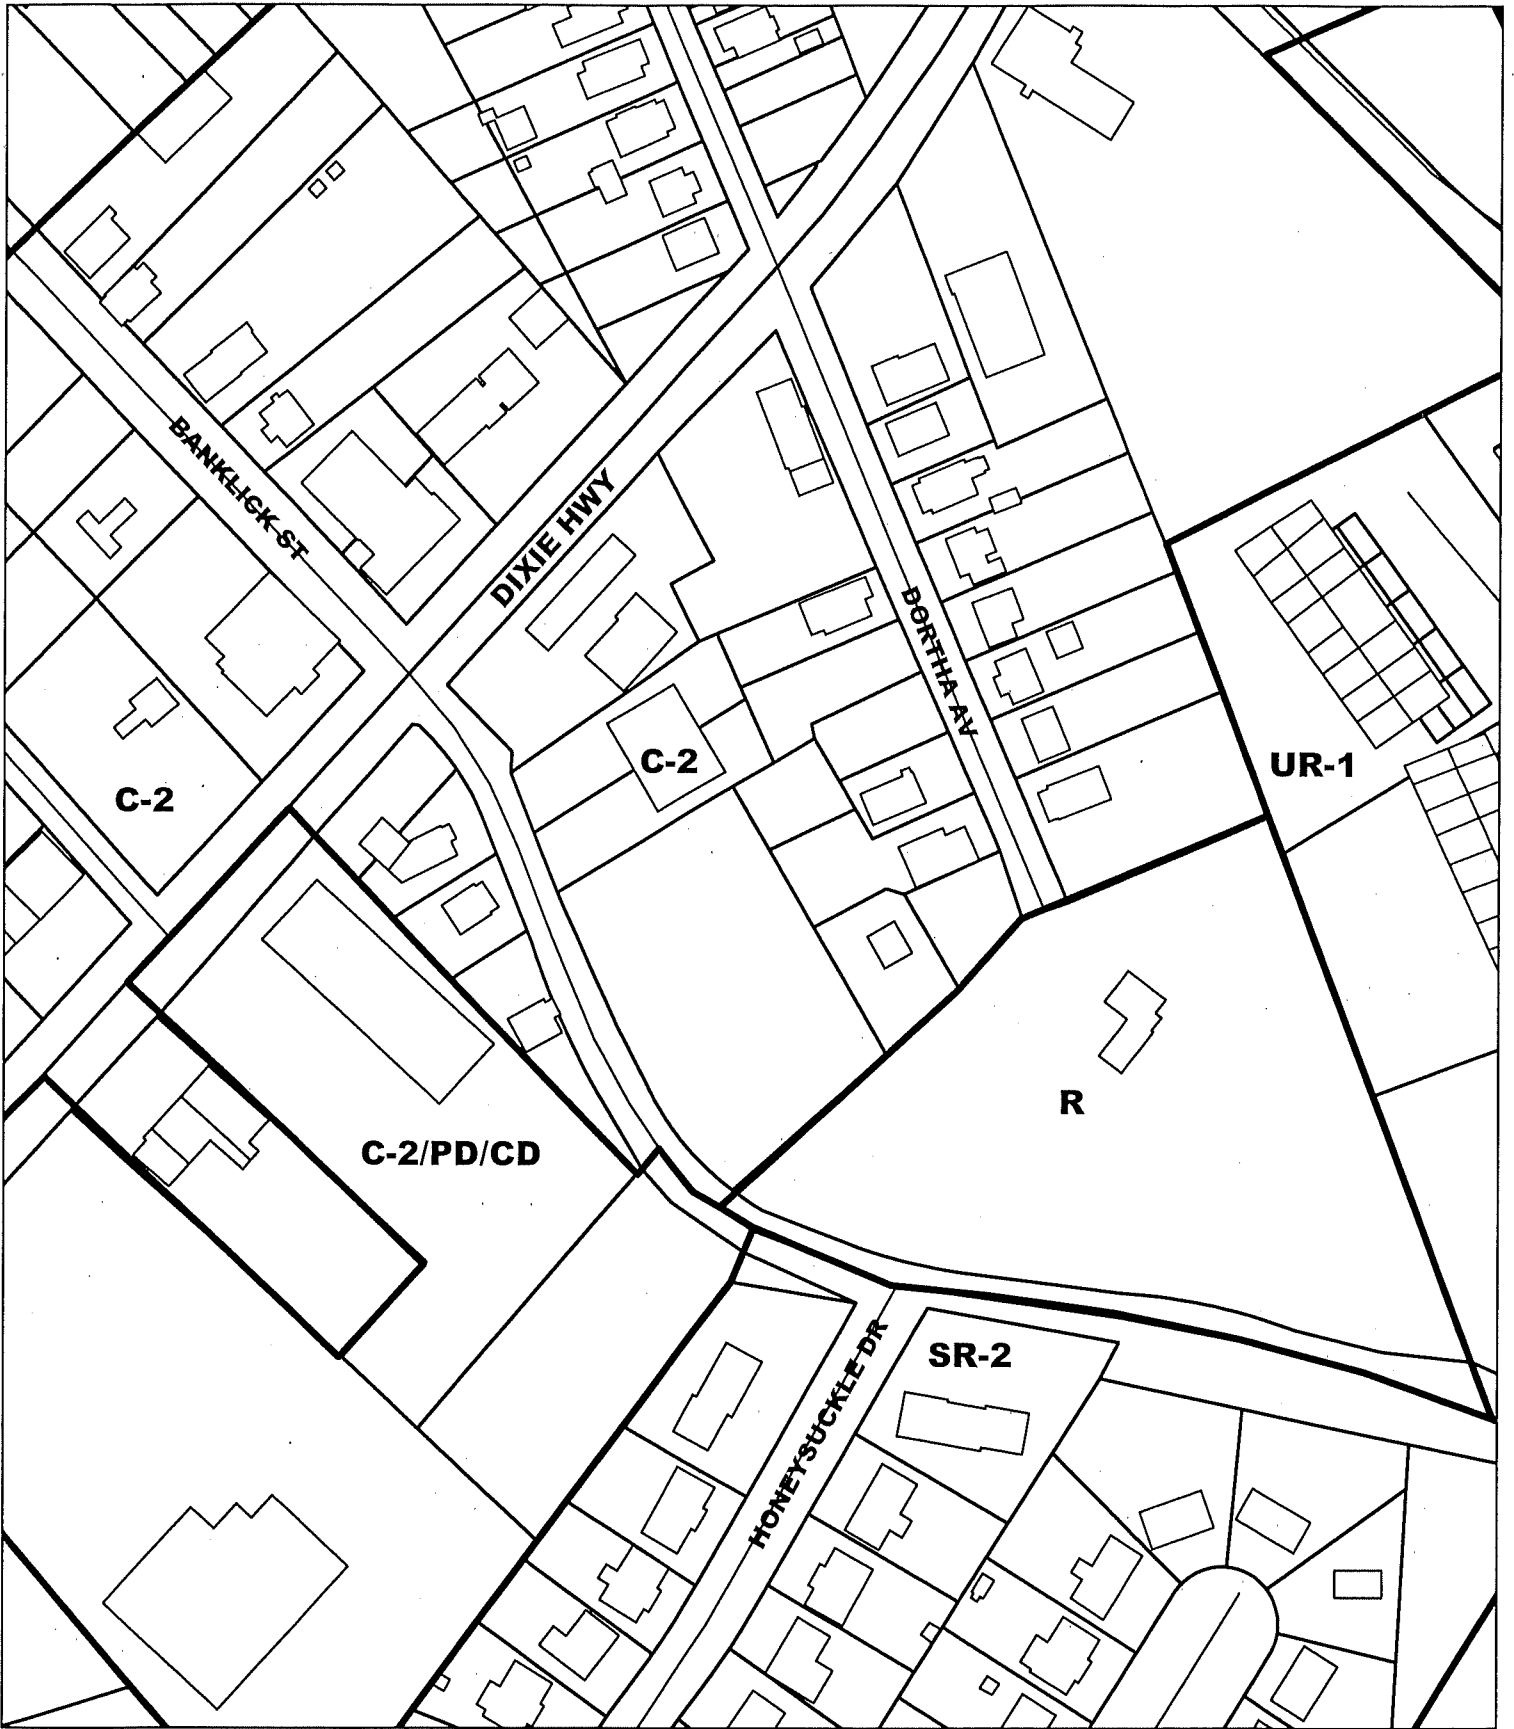 BANKLICK ST
DIXIE HWY
DORTHA AV
C-2
UR-1
C-2
R
C-2/PD/CD
HONEYSUCKLE DR
SR-2